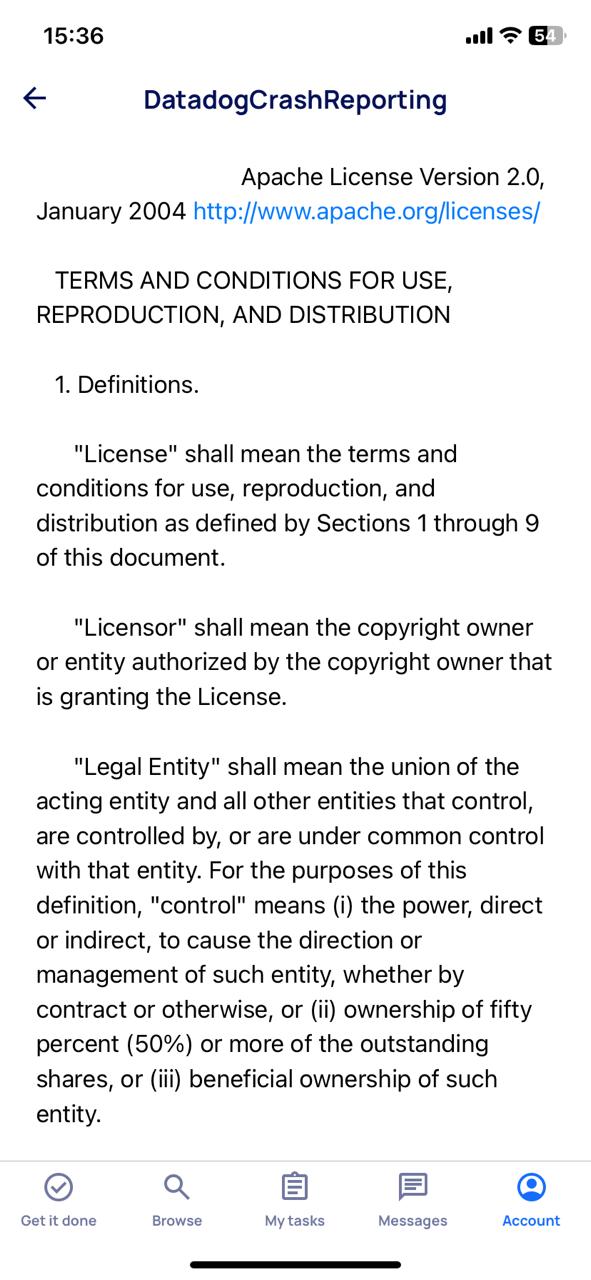 15:36
54
DatadogCrashReporting
Apache License Version 2.0,
January 2004 http://www.apache.org/licenses/
TERMS AND CONDITIONS FOR USE,
REPRODUCTION, AND DISTRIBUTION
1. Definitions.
"License" shall mean the terms and
conditions for use, reproduction, and
distribution as defined by Sections 1 through 9
of this document.
"Licensor" shall mean the copyright owner
or entity authorized by the copyright owner that
is granting the License.
"Legal Entity" shall mean the union of the
acting entity and all other entities that control,
are controlled by, or are under common control
with that entity. For the purposes of this
definition, "control" means (i) the power, direct
or indirect, to cause the direction or
management of such entity, whether by
contract or otherwise, or (ii) ownership of fifty
percent (50%) or more of the outstanding
shares, or (iii) beneficial ownership of such
entity.
Get it done
Browse
My tasks
Messages
Account